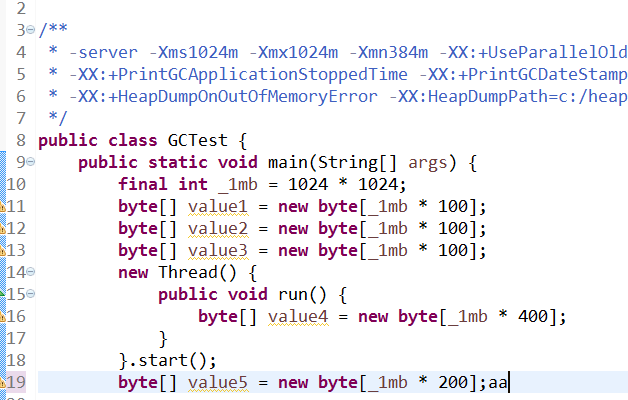 2
3 /**
4 * -server -Xms1024m -Xmx1024m -Xmn384m -XX:+UseParallelOld
5 * -XX:+PrintGCApplicationStoppedTime -XX:+PrintGCDateStamp
6 * -XX:+HeapDumpOnOutOfMemoryError -XX:HeapDumpPath=c:/heap
7 */
8 public class GCTest {
9 public static void main(String[] args) {
10 final int _1mb = 1024 * 1024;
11 byte[] value1 = new byte[_1mb * 100];
12 byte[] value2 = new byte[_1mb * 100];
13 byte[] value3 = new byte[_1mb * 100];
14 new Thread() {
15 public void run() {
16 byte[] value4 = new byte[_1mb * 400];
17 }
18 }.start();
19 byte[] value5 = new byte[_1mb * 200];aa